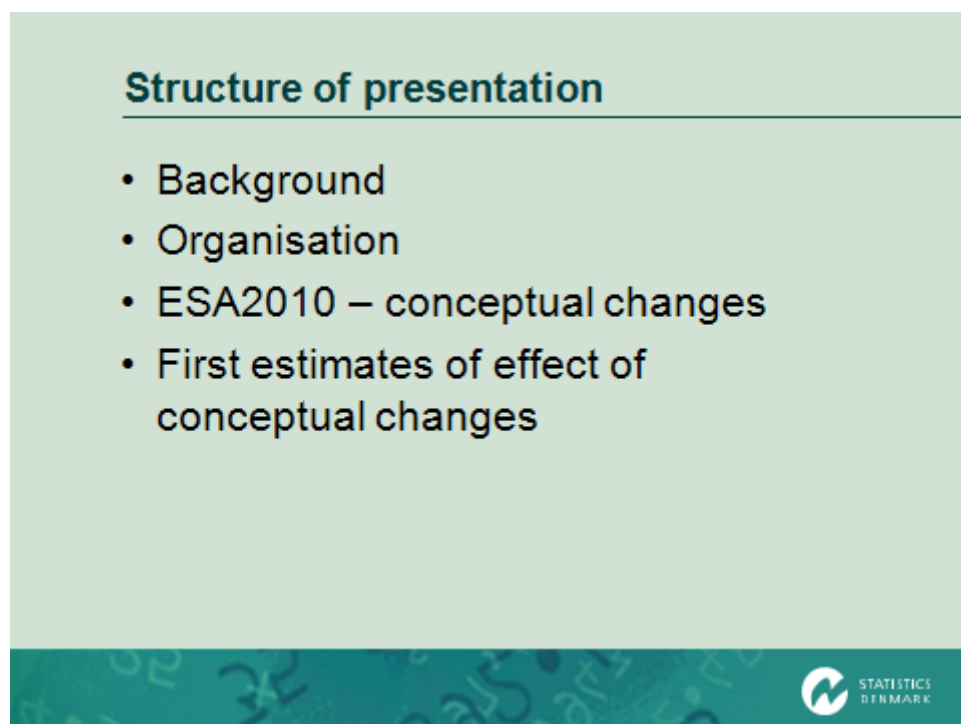 Structure of presentation
• Background
• Organisation
• ESA2010 – conceptual changes
• First estimates of effect of
conceptual changes
STATISTICS
DENMARK